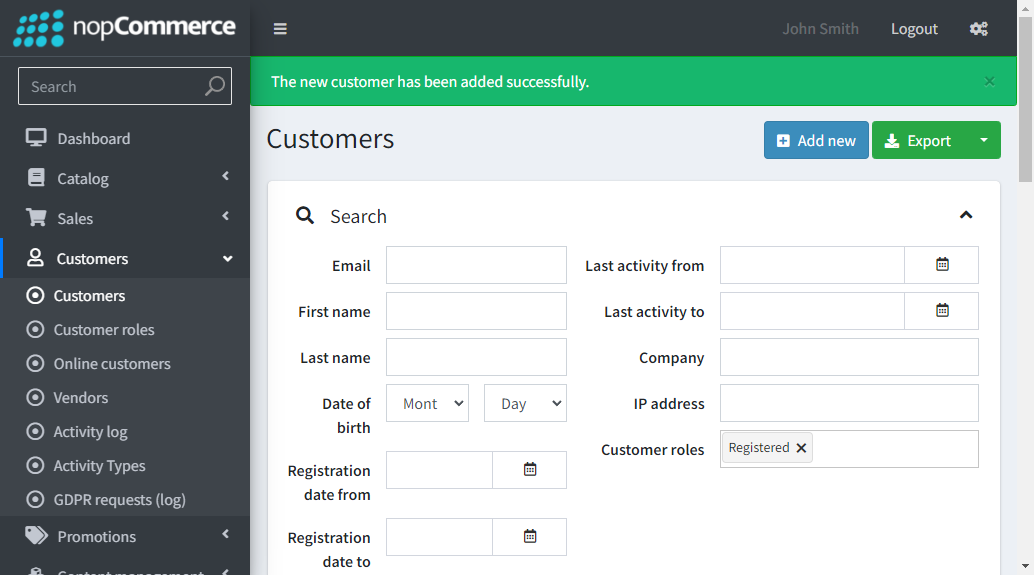 nopCommerce
John Smith
Logout
Search
The new customer has been added successfully.
Dashboard
Catalog
Sales
Customers
Customers
Customer roles
Online customers
Vendors
Activity log
Activity Types
GDPR requests (log)
Promotions
Content management
Customers
Add new
Export
Search
Email
First name
Last name
Date of
birth
Mont
Day
Registration
date from
Registration
date to
Last activity from
Last activity to
Company
IP address
Customer roles
Registered